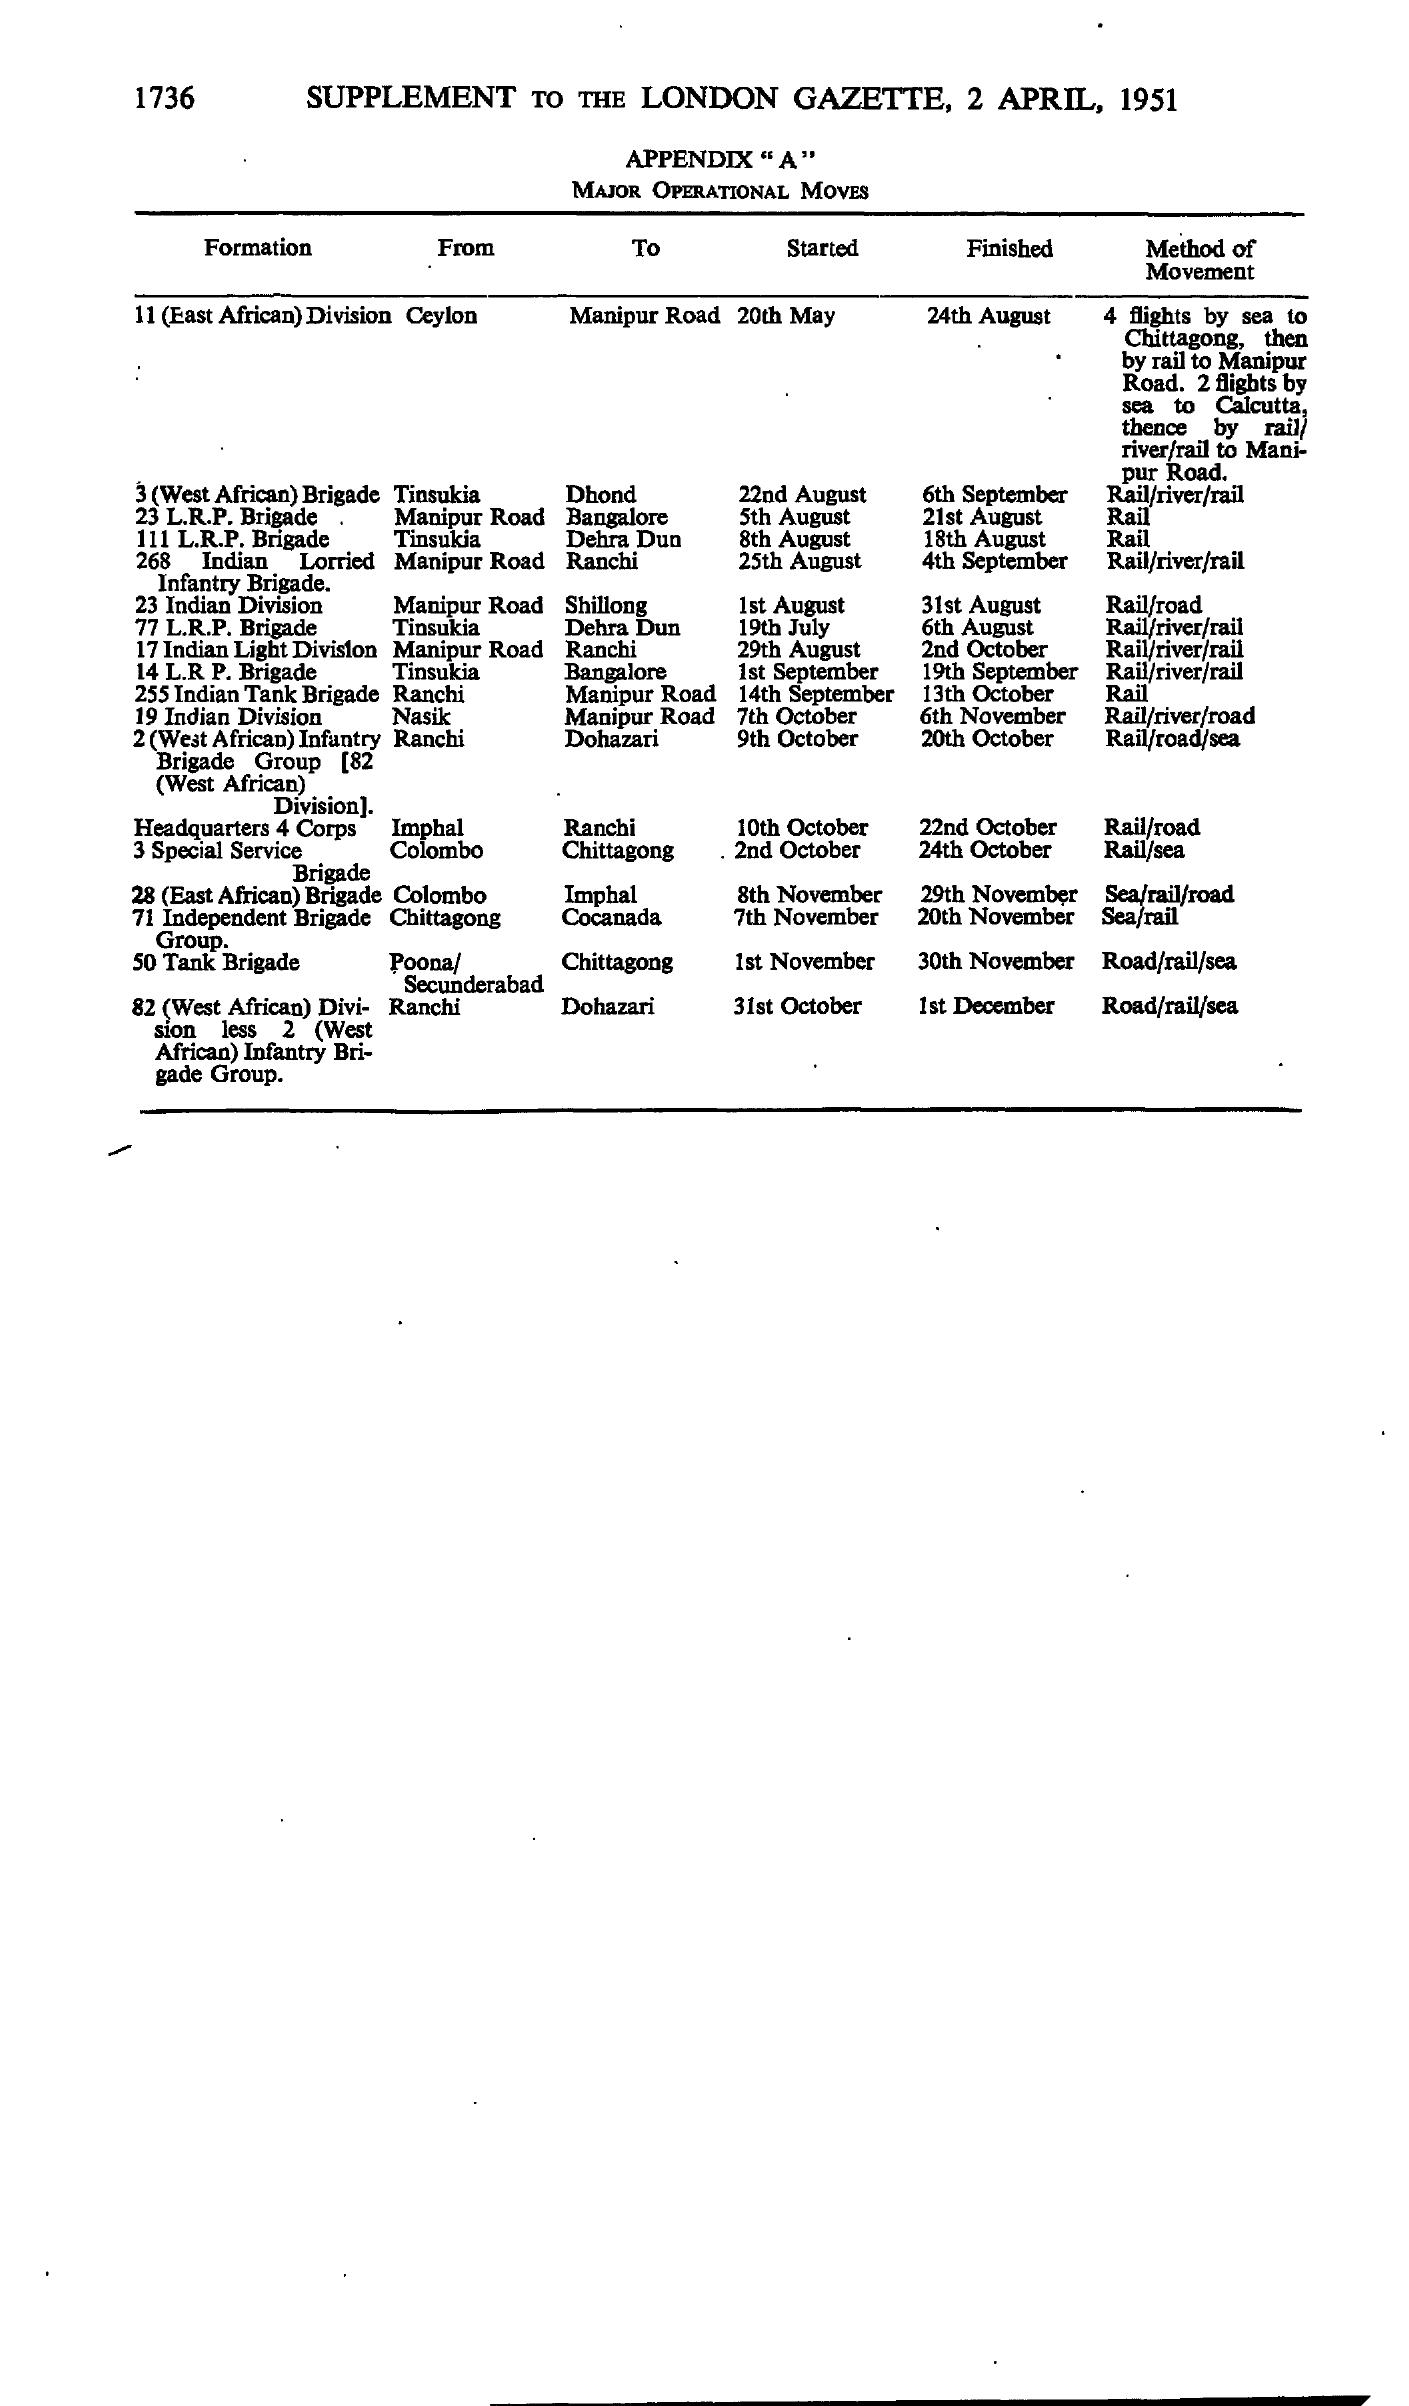 1736 SUPPLEMENT TO THE LONDON GAZETTE, 2 APRIL, 1951
APPENDIX "A"
MAJOR OPERATIONAL MOVES
Formation From To Started Finished Method of
Movement
11 (East African) Division Ceylon Manipur Road 20th May 24th August 4 flights by sea to
Chittagong, then
by rail to Manipur
Road. 2 flights by
sea to Calcutta,
thence by rail/
river/rail to Mani-
pur Road.
3 (West African) Brigade Tinsukia Dhond 22nd August 6th September Rail/river/rail
23 L.R.P. Brigade Manipur Road Bangalore 5th August 21st August Rail
111 L.R.P. Brigade Tinsukia Dehra Dun 8th August 18th August Rail
268 Indian Lorried Manipur Road Ranchi 25th August 4th September Rail/river/rail
Infantry Brigade.
23 Indian Division Manipur Road Shillong 1st August 31st August Rail/road
77 L.R.P. Brigade Tinsukia Dehra Dun 19th July 6th August Rail/river/rail
17 Indian Light Division Manipur Road Ranchi 29th August 2nd October Rail/river/rail
14 L.R P. Brigade Tinsukia Bangalore 1st September 19th September Rail/river/rail
255 Indian Tank Brigade Ranchi Manipur Road 14th September 13th October Rail
19 Indian Division Nasik Manipur Road 7th October 6th November Rail/river/road
2 (West African) Infantry Ranchi Dohazari 9th October 20th October Rail/road/sea
Brigade Group [82
(West African)
Division].
Headquarters 4 Corps Imphal Ranchi 10th October 22nd October Rail/road
3 Special Service Colombo Chittagong 2nd October 24th October Rail/sea
Brigade
28 (East African) Brigade Colombo Imphal 8th November 29th November Sea/rail/road
71 Independent Brigade Chittagong Cocanada 7th November 20th November Sea/rail
Group.
50 Tank Brigade Poona/ Chittagong 1st November 30th November Road/rail/sea
Secunderabad
82 (West African) Divi- Ranchi Dohazari 31st October 1st December Road/rail/sea
sion less 2 (West
African) Infantry Bri-
gade Group.